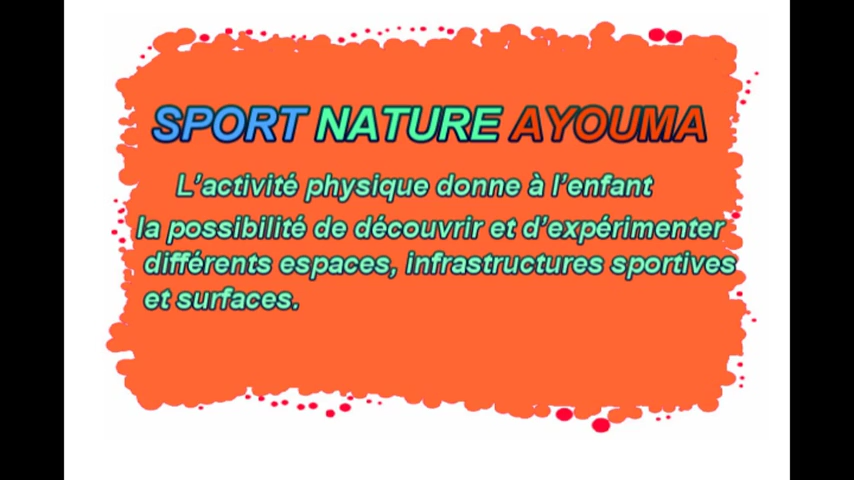 SPORT NATURE AYOUMA
L'activité physique donne à l'enfant
la possibilité de découvrir et d'expérimenter
différents espaces, infrastructures sportives
et surfaces.